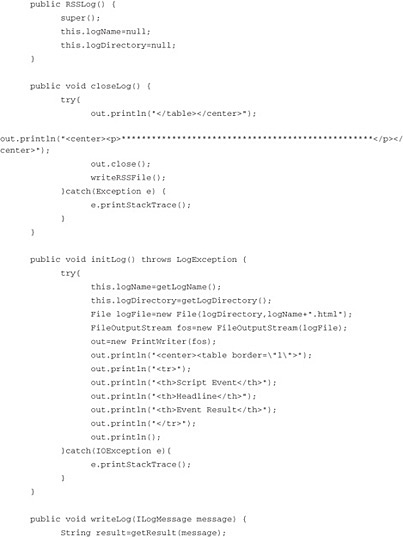 public RSSLog() {
super();
this.logName=null;
this.logDirectory=null;
}
public void closeLog() {
try{
out.println("</table></center>");
out.println("<center><p>**************************************************</p></
center>");
out.close();
writeRSSFile();
}catch(Exception e) {
e.printStackTrace();
}
}
public void initLog() throws LogException {
try{
this.logName=getLogName();
this.logDirectory=getLogDirectory();
File logFile=new File(logDirectory,logName+".html");
FileOutputStream fos=new FileOutputStream(logFile);
out=new PrintWriter(fos);
out.println("<center><table border=\"1\">");
out.println("<tr>");
out.println("<th>Script Event</th>");
out.println("<th>Headline</th>");
out.println("<th>Event Result</th>");
out.println("</tr>");
out.println();
}catch(IOException e){
e.printStackTrace();
}
}
public void writeLog(ILogMessage message) {
String result=getResult(message);